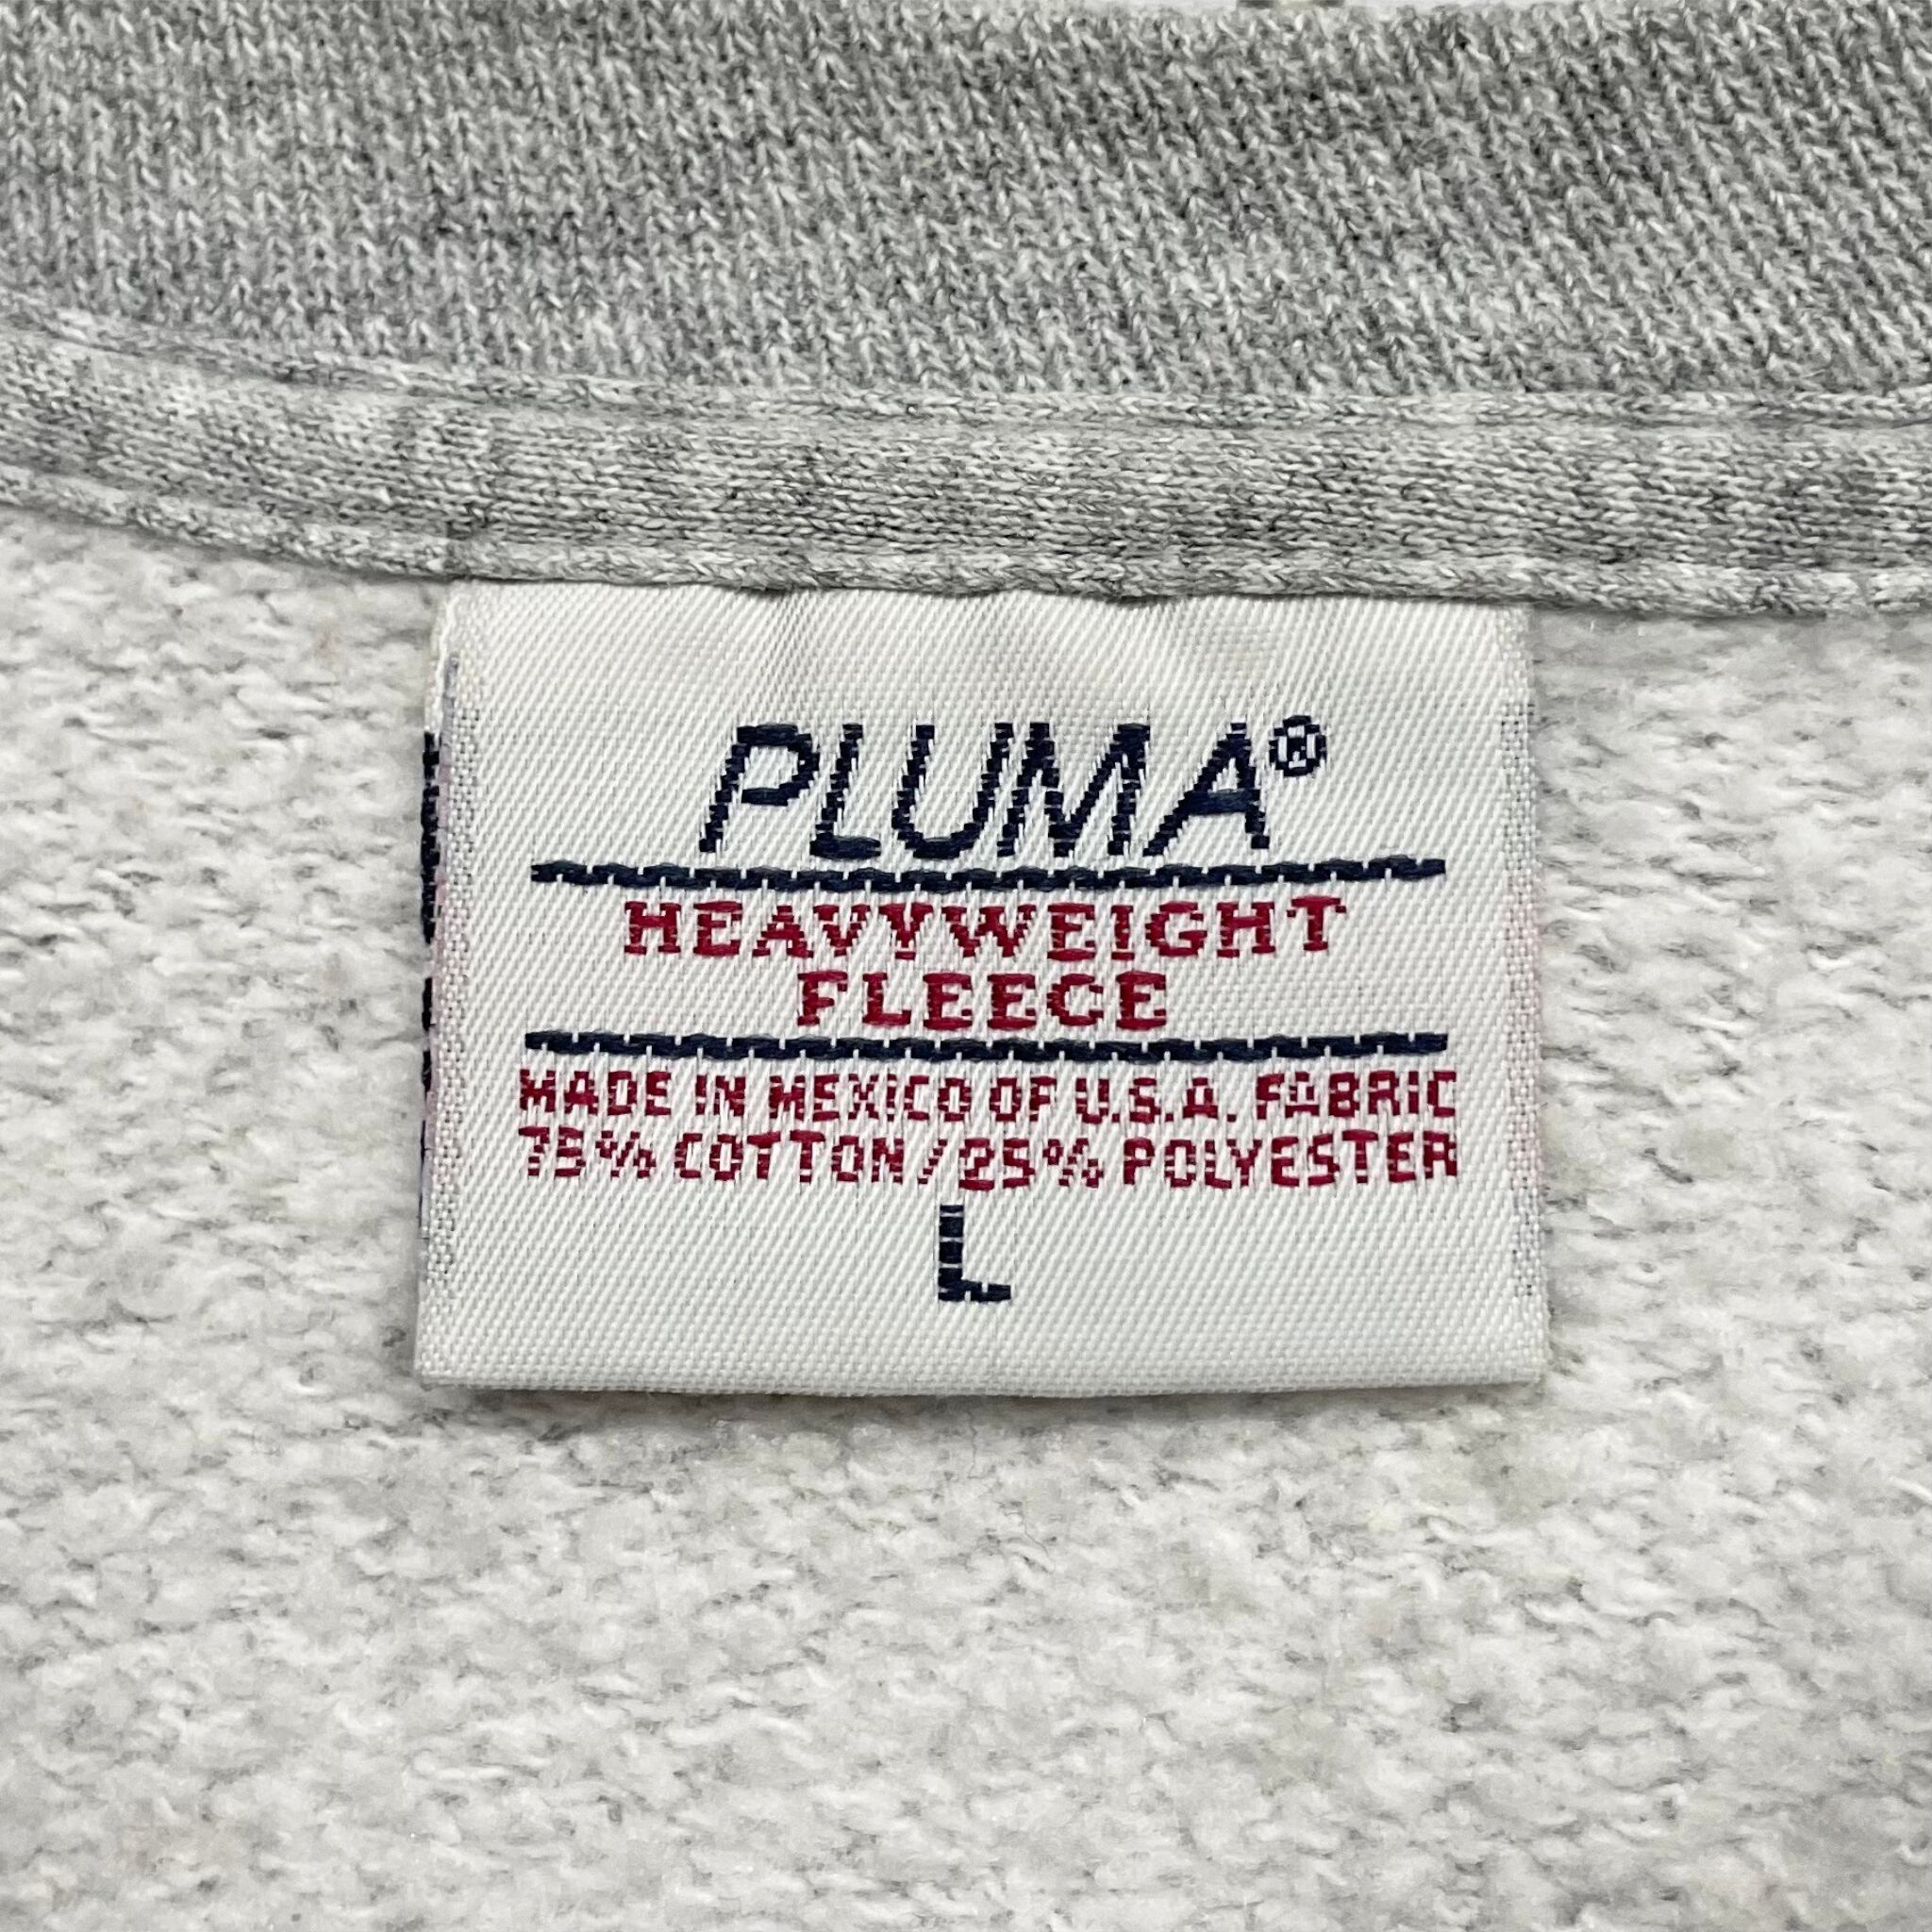 PLUMA®
HEAVYWEIGHT
FLEECE
MADE IN MEXICO OF U.S.A. FABRIC
75% COTTON/25% POLYESTER
L